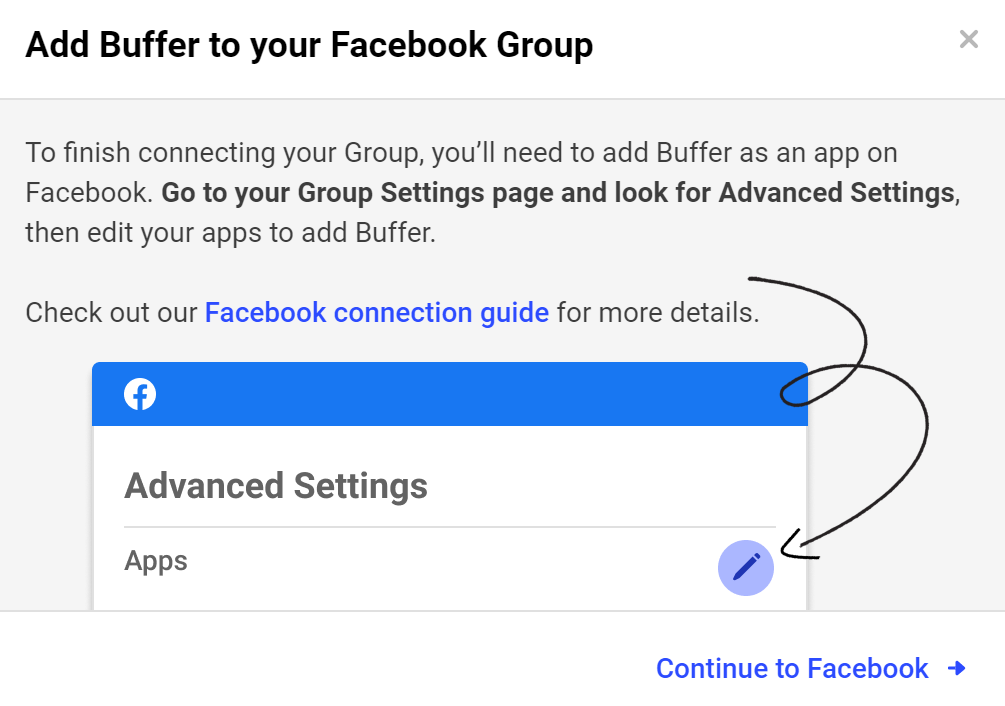 Add Buffer to your Facebook Group
To finish connecting your Group, you’ll need to add Buffer as an app on
Facebook. Go to your Group Settings page and look for Advanced Settings,
then edit your apps to add Buffer.
Check out our Facebook connection guide for more details.
Advanced Settings
Apps
Continue to Facebook